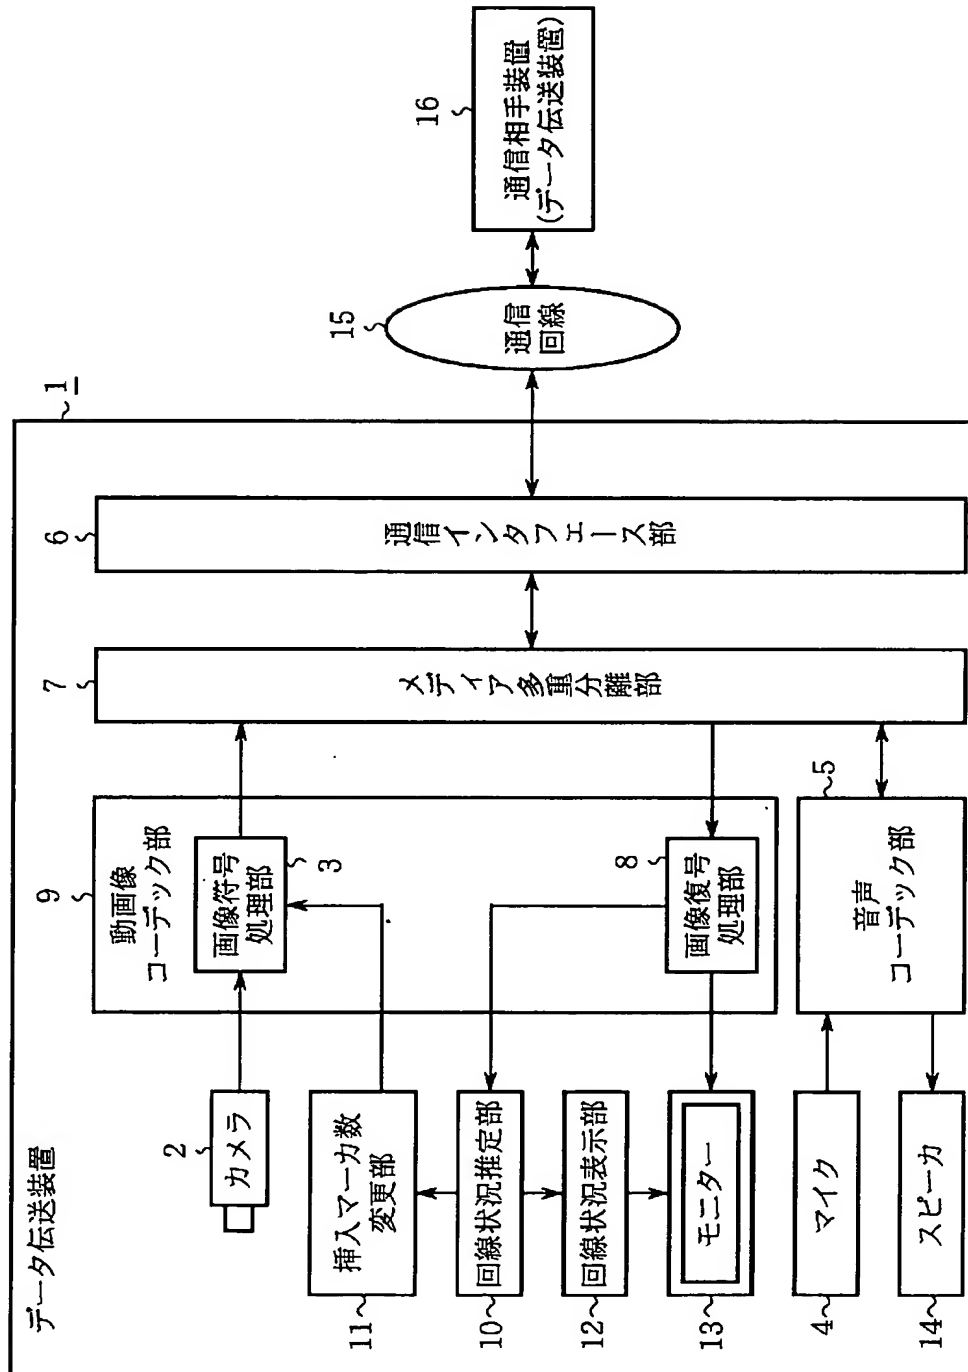 データ伝送装置
1
2
カメラ
挿入マーカ数
変更部
11
回線状況推定部
10
回線状況表示部
12
モニター
13
マイク
4
スピーカ
14
9
動画像
コーデック部
画像符号
処理部
3
8
画像復号
処理部
5
音声
コーデック部
7
メディア多重分離部
6
通信インタフェース部
15
通信
回線
16
通信相手装置
(データ伝送装置)